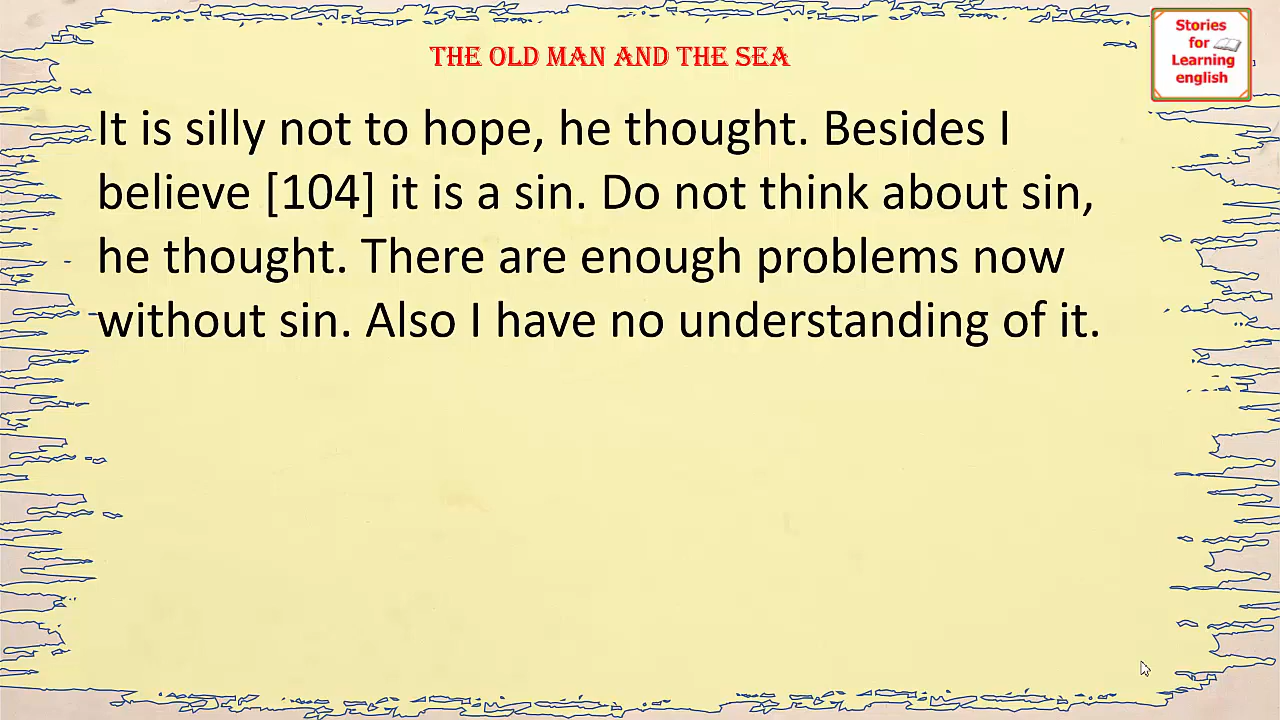 THE OLD MAN AND THE SEA
Stories
for
Learning
english
It is silly not to hope, he thought. Besides I
believe [104] it is a sin. Do not think about sin,
he thought. There are enough problems now
without sin. Also I have no understanding of it.